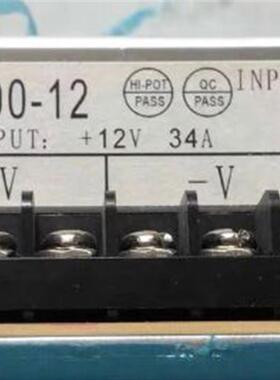 00-12 HI-POT PASS QC PASS INP
PUT: +12V 34A
V -V